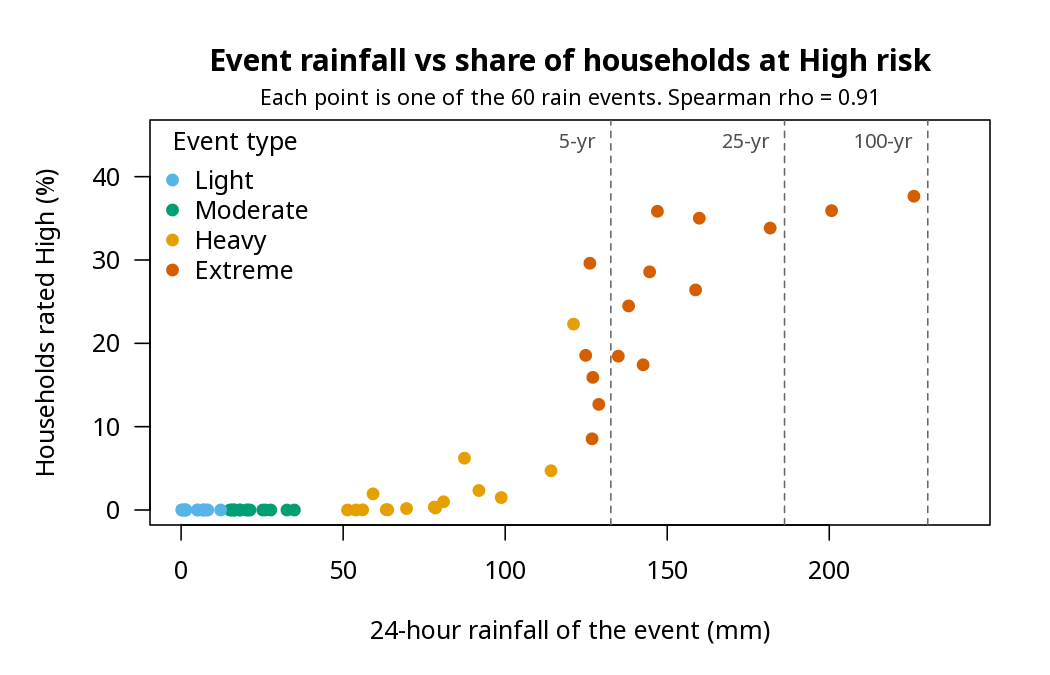 Event rainfall vs share of households at High risk
Each point is one of the 60 rain events. Spearman rho = 0.91
Event type
Light
Moderate
Heavy
Extreme
5-yr
25-yr
100-yr
Households rated High (%)
40
30
20
10
0
0
50
100
150
200
24-hour rainfall of the event (mm)